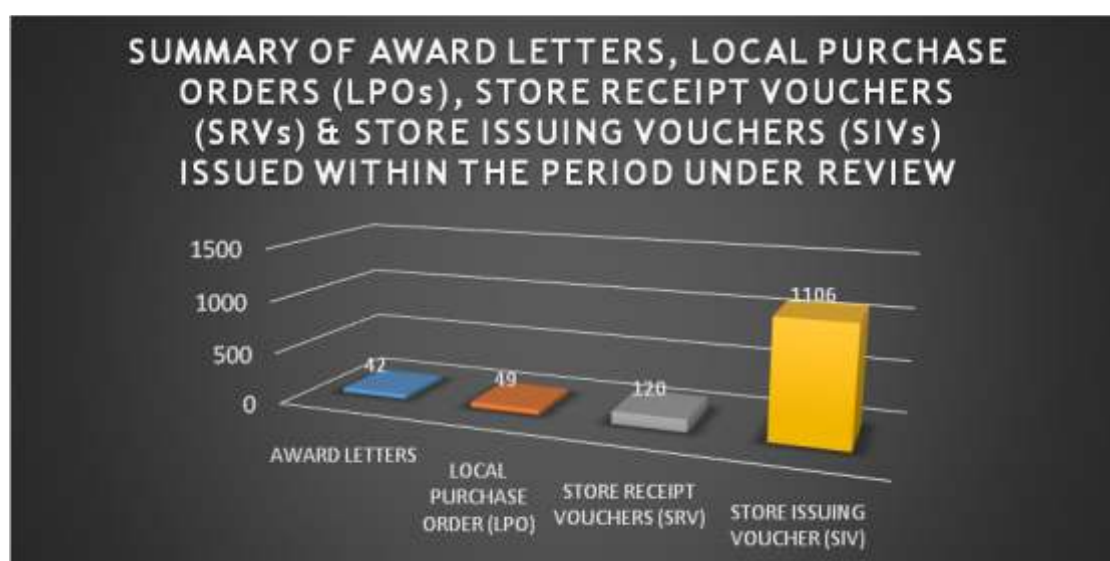 SUMMARY OF AWARD LETTERS, LOCAL PURCHASE
ORDERS (LPOs), STORE RECEIPT VOUCHERS
(SRVs) & STORE ISSUING VOUCHERS (SIVs)
ISSUED WITHIN THE PERIOD UNDER REVIEW
1500
1000
500
0
42
49
120
1106
AWARD LETTERS
LOCAL
PURCHASE
ORDER (LPO)
STORE RECEIPT
VOUCHERS (SRV)
STORE ISSUING
VOUCHER (SIV)